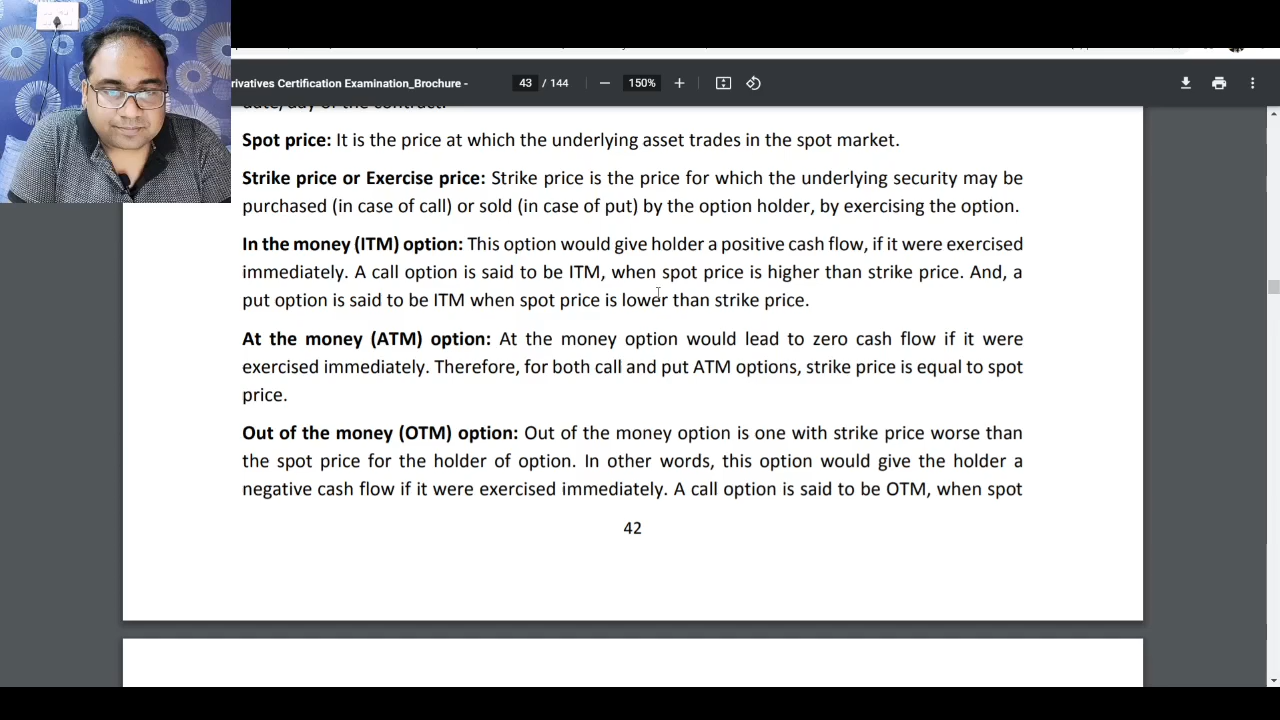 rivatives Certification Examination_Brochure -
43 / 144
150%
date/day of the contract.
Spot price: It is the price at which the underlying asset trades in the spot market.
Strike price or Exercise price: Strike price is the price for which the underlying security may be
purchased (in case of call) or sold (in case of put) by the option holder, by exercising the option.
In the money (ITM) option: This option would give holder a positive cash flow, if it were exercised
immediately. A call option is said to be ITM, when spot price is higher than strike price. And, a
put option is said to be ITM when spot price is lower than strike price.
At the money (ATM) option: At the money option would lead to zero cash flow if it were
exercised immediately. Therefore, for both call and put ATM options, strike price is equal to spot
price.
Out of the money (OTM) option: Out of the money option is one with strike price worse than
the spot price for the holder of option. In other words, this option would give the holder a
negative cash flow if it were exercised immediately. A call option is said to be OTM, when spot
42